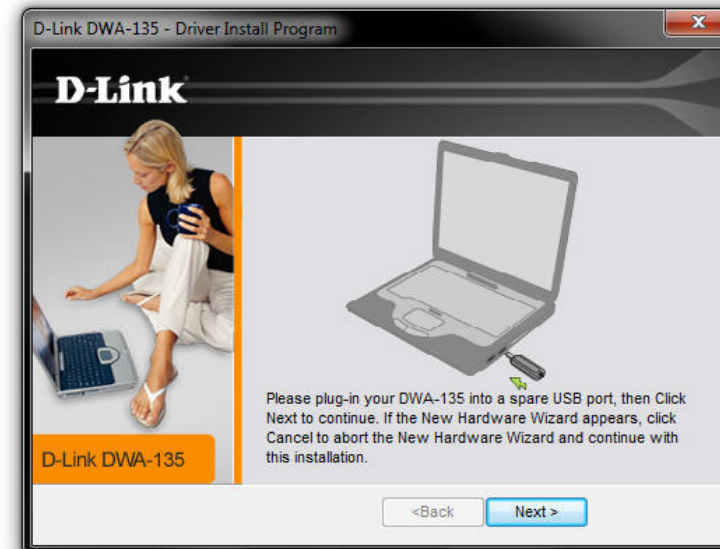 D-Link DWA-135 - Driver Install Program
D-Link
Please plug-in your DWA-135 into a spare USB port, then Click
Next to continue. If the New Hardware Wizard appears, click
Cancel to abort the New Hardware Wizard and continue with
this installation.
D-Link DWA-135
<Back
Next >